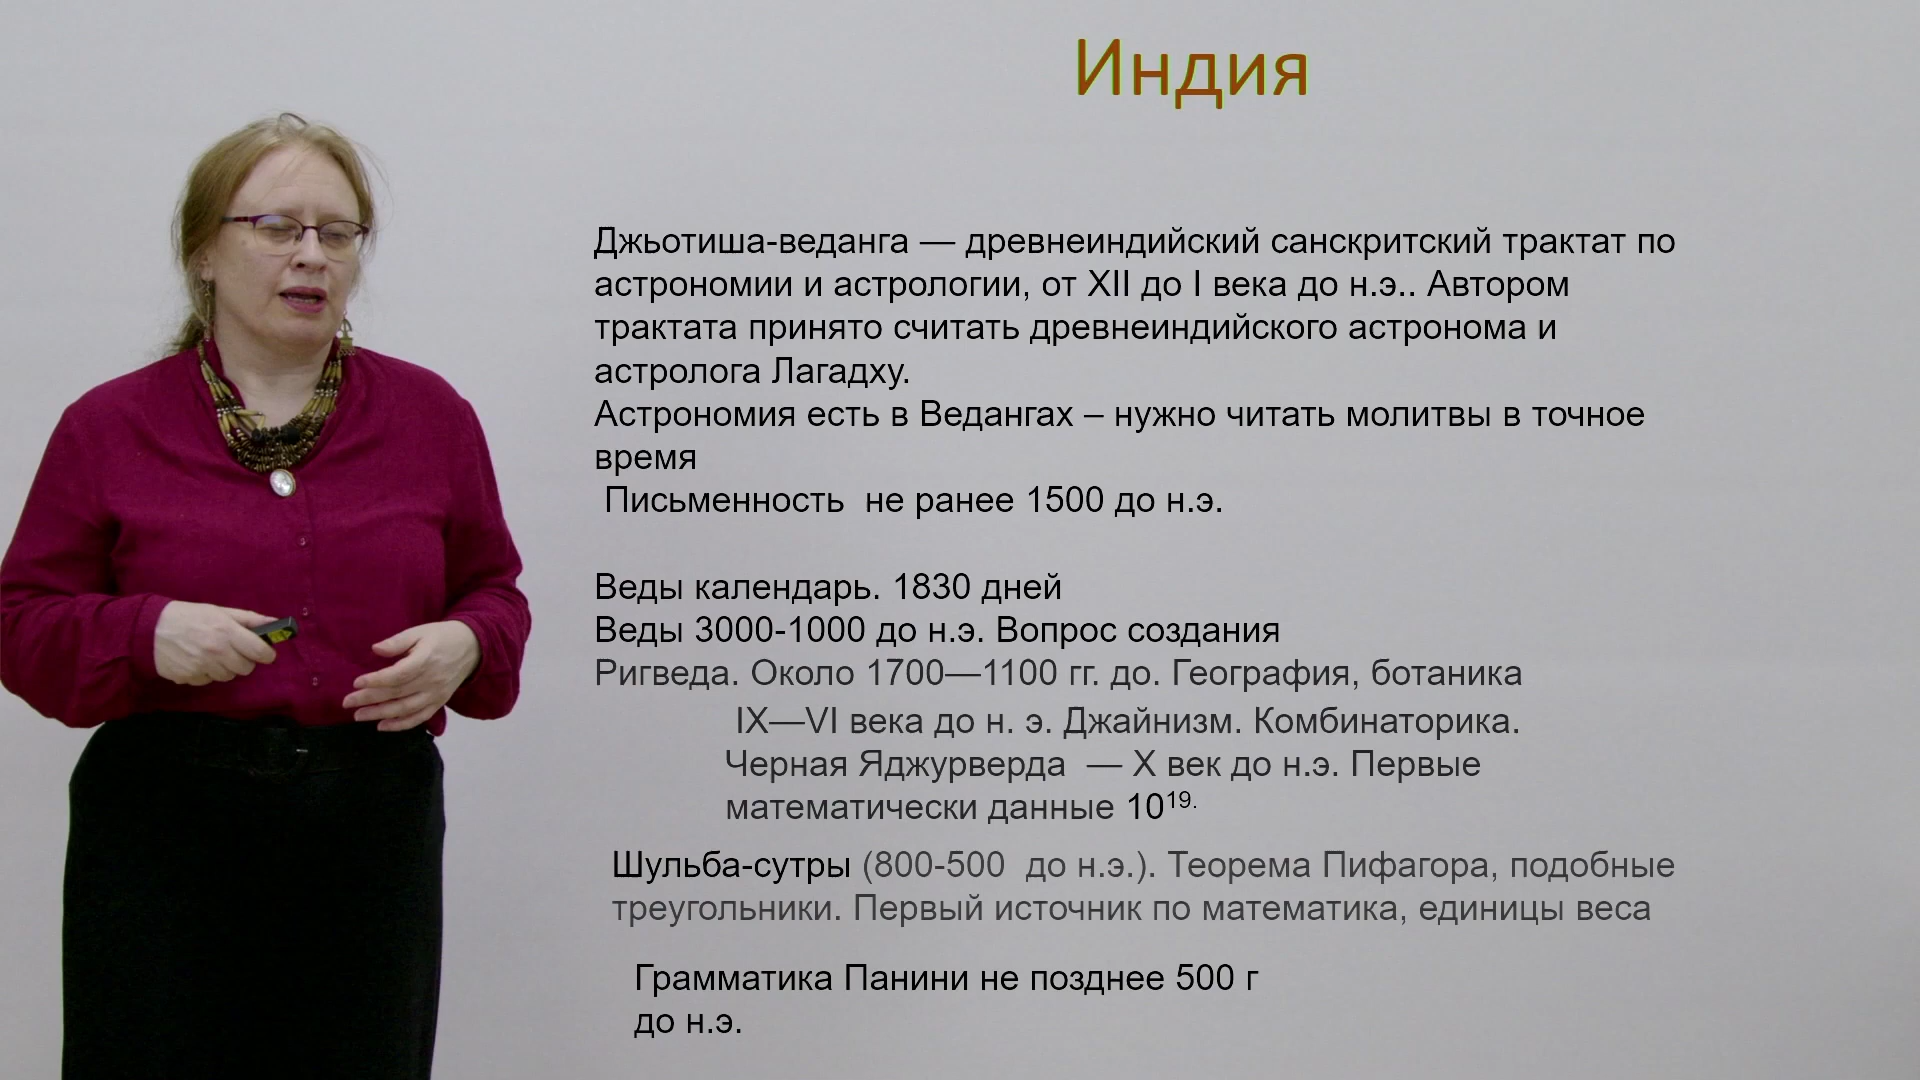 Индия
Джьотиша-веданга — древнеиндийский санскритский трактат по
астрономии и астрологии, от XII до I века до н.э.. Автором
трактата принято считать древнеиндийского астронома и
астролога Лагадху.
Астрономия есть в Ведангах – нужно читать молитвы в точное
время
Письменность  не ранее 1500 до н.э.
Веды календарь. 1830 дней
Веды 3000-1000 до н.э. Вопрос создания
Ригведа. Около 1700—1100 гг. до. География, ботаника
IX—VI века до н. э. Джайнизм. Комбинаторика.
Черная Яджурверда  — X век до н.э. Первые
математически данные 10¹⁹·
Шульба-сутры (800-500  до н.э.). Теорема Пифагора, подобные
треугольники. Первый источник по математика, единицы веса
Грамматика Панини не позднее 500 г
до н.э.